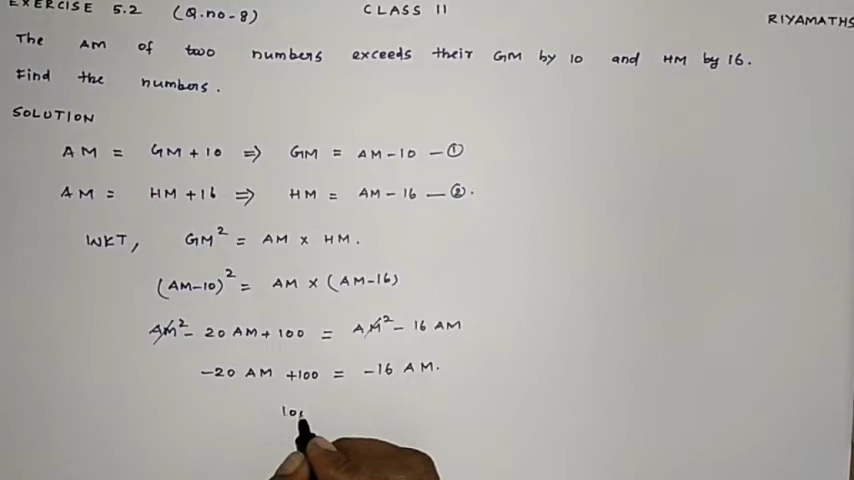 EXERCISE 5.2 (Q.no-8) CLASS 11 RIYAMATHS
The AM of two numbers exceeds their GM by 10 and HM by 16.
Find the numbers.
SOLUTION
AM = GM + 10 ⇒ GM = AM - 10 — ①
AM = HM + 16 ⇒ HM = AM - 16 — ②.
WKT, GM² = AM × HM.
(AM-10)² = AM × (AM-16)
AM² - 20 AM + 100 = AM² - 16 AM
-20 AM + 100 = -16 AM.